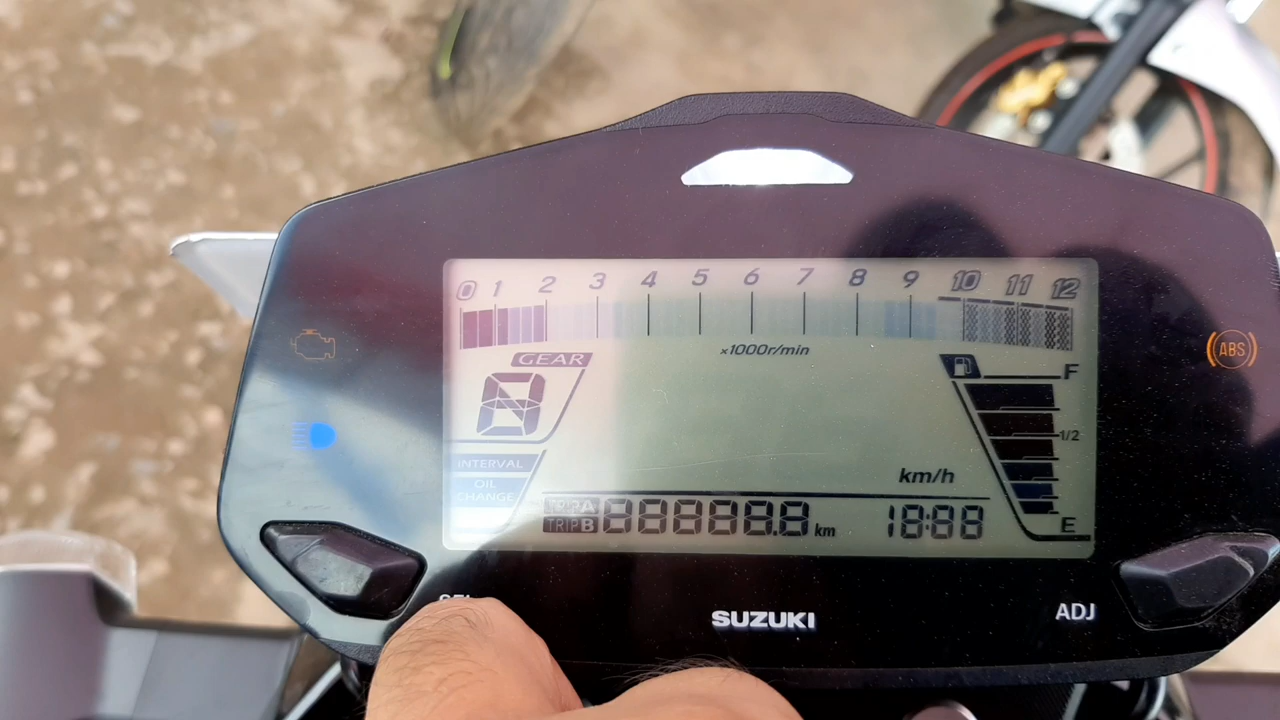 0 1 2 3 4 5 6 7 8 9 10 11 12
x1000r/min
GEAR
8
F
ABS
1/2
INTERVAL
OIL
CHANGE
km/h
TRIP A
TRIP B
88888.8 km
18:88
E
SUZUKI
ADJ